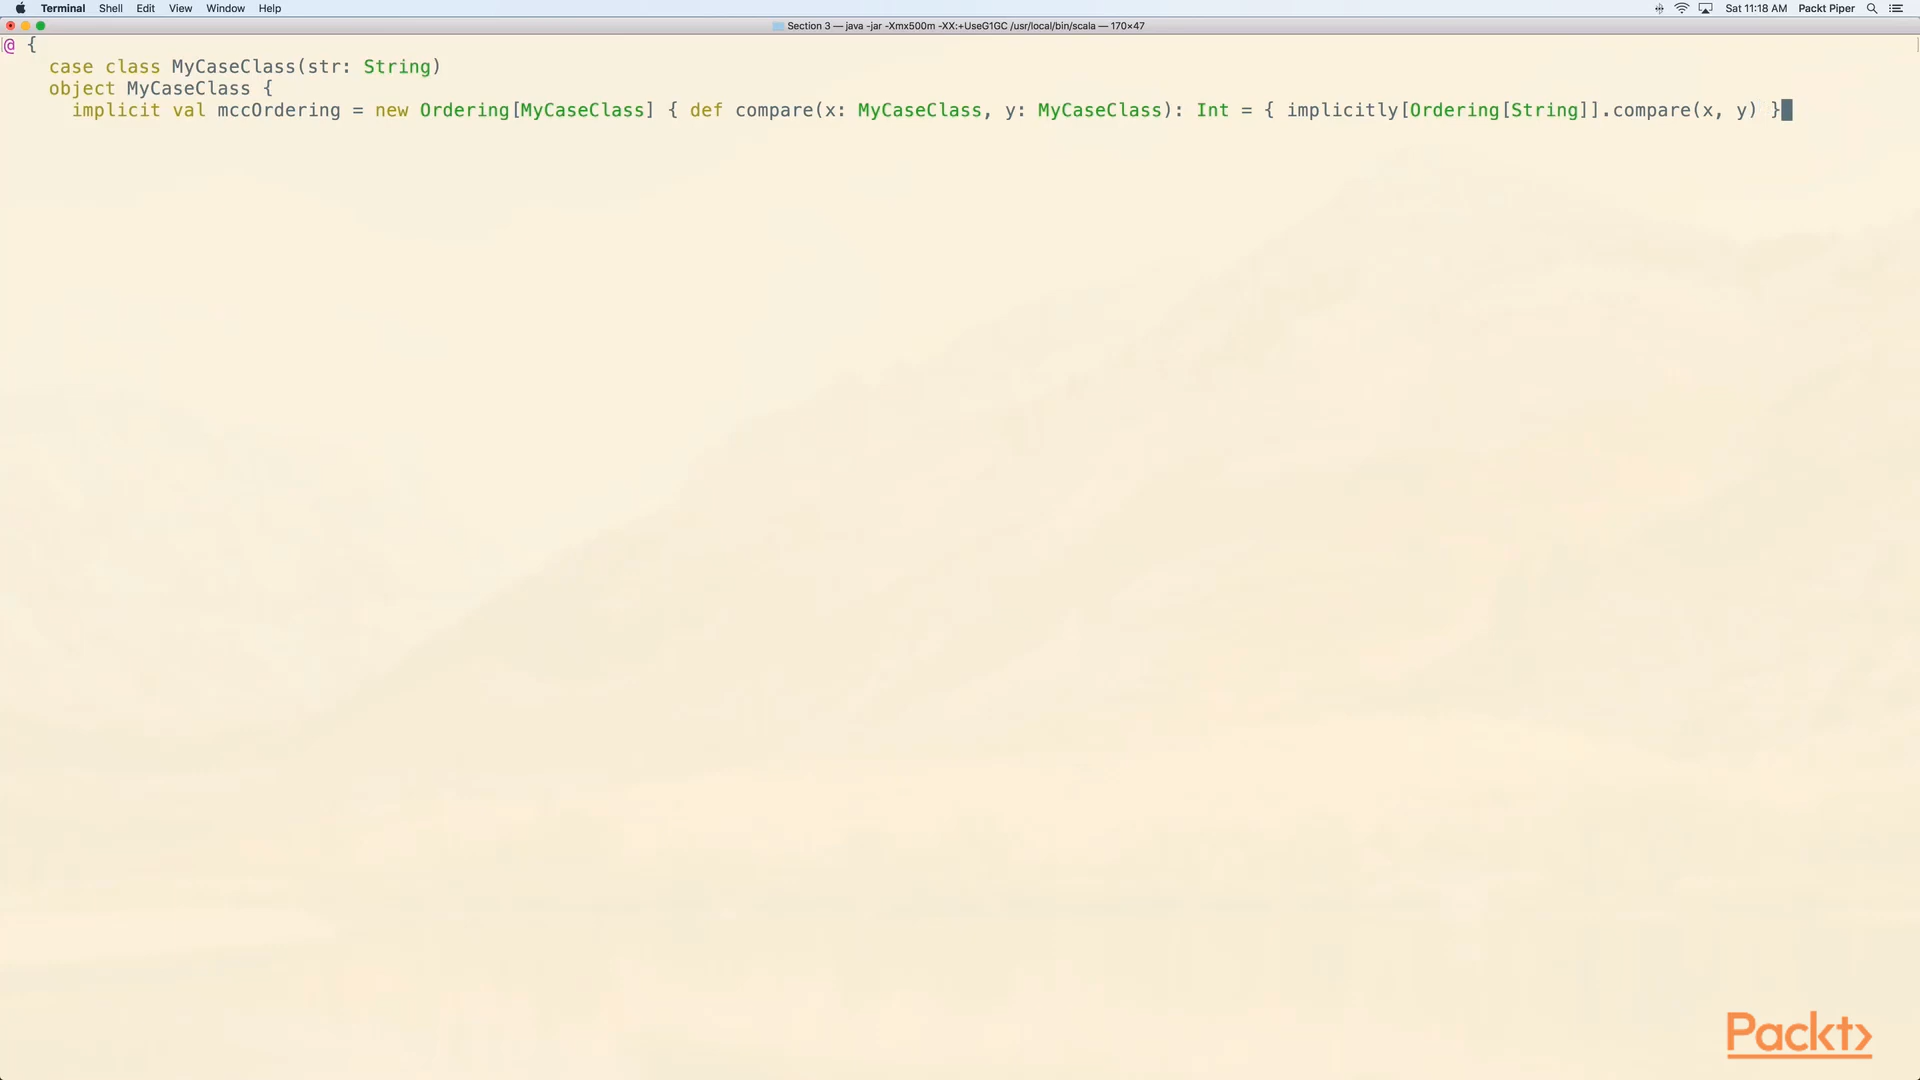 Terminal Shell Edit View Window Help Sat 11:18 AM Packt Piper
Section 3 — java -jar -Xmx500m -XX:+UseG1GC /usr/local/bin/scala — 170×47
@ {
case class MyCaseClass(str: String)
object MyCaseClass {
implicit val mccOrdering = new Ordering[MyCaseClass] { def compare(x: MyCaseClass, y: MyCaseClass): Int = { implicitly[Ordering[String]].compare(x, y) }
Packt>